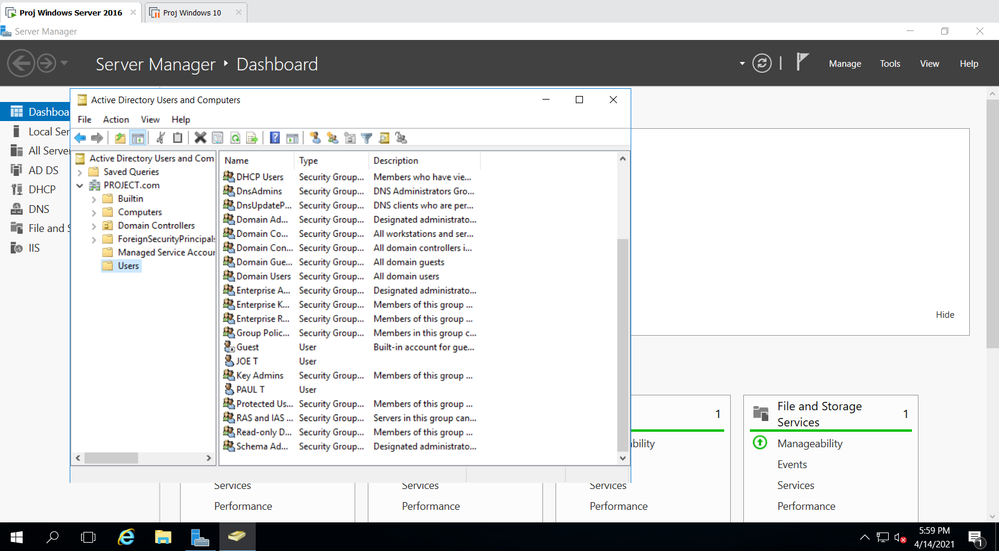 Proj Windows Server 2016
Proj Windows 10
Server Manager
Server Manager Dashboard
Manage Tools View Help
Dashboa
Local Ser
All Server
AD DS
DHCP
DNS
File and S
IIS
Active Directory Users and Computers
File Action View Help
Active Directory Users and Com
Saved Queries
PROJECT.com
Builtin
Computers
Domain Controllers
ForeignSecurityPrincipals
Managed Service Accour
Users
Name Type Description
DHCP Users Security Group... Members who have vie...
DnsAdmins Security Group... DNS Administrators Gro...
DnsUpdateP... Security Group... DNS clients who are per...
Domain Ad... Security Group... Designated administrato...
Domain Co... Security Group... All workstations and ser...
Domain Con... Security Group... All domain controllers i...
Domain Gue... Security Group... All domain guests
Domain Users Security Group... All domain users
Enterprise A... Security Group... Designated administrato...
Enterprise K... Security Group... Members of this group ...
Enterprise R... Security Group... Members of this group ...
Group Polic... Security Group... Members in this group c...
Guest User Built-in account for gue...
JOE T User
Key Admins Security Group... Members of this group ...
PAUL T User
Protected Us... Security Group... Members of this group ...
RAS and IAS ... Security Group... Servers in this group can...
Read-only D... Security Group... Members of this group ...
Schema Ad... Security Group... Designated administrato...
Hide
1
bility
File and Storage
Services
1
Manageability
Events
Services Services Services Services
Performance Performance Performance Performance
5:59 PM
4/14/2021
1